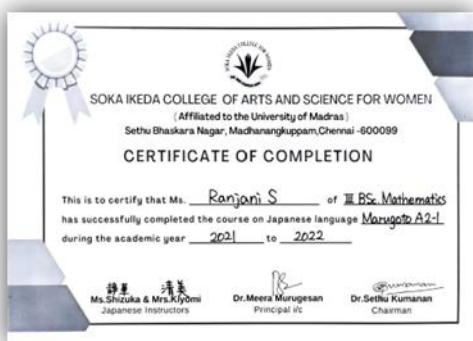 SOKA IKEDA COLLEGE OF ARTS AND SCIENCE FOR WOMEN
(Affiliated to the University of Madras)
Sethu Bhaskara Nagar, Madhanangkuppam,Chennai -600099
CERTIFICATE OF COMPLETION
This is to certify that Ms. Ranjani S of III BSc. Mathematics
has successfully completed the course on Japanese language Marugoto A2-1
during the academic year 2021 to 2022
清美
Ms.Shizuka & Mrs.Kiyomi
Japanese Instructors
Dr.Meera Murugesan
Principal i/c
Dr.Sethu Kumanan
Chairman